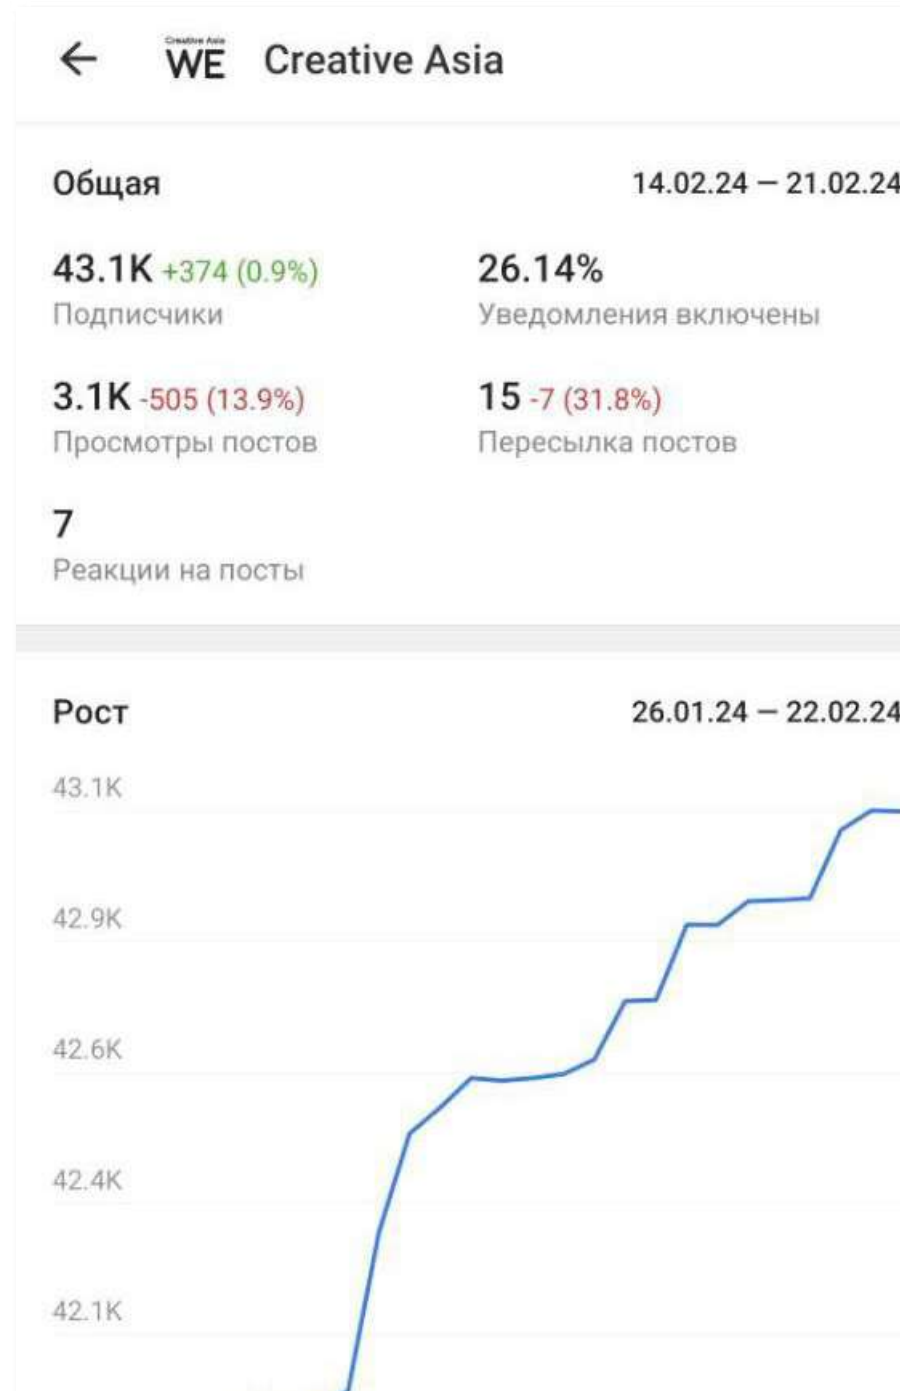 Creative Asia
WE
Creative Asia
Общая
14.02.24 — 21.02.24
43.1K +374 (0.9%)
26.14%
Подписчики
Уведомления включены
3.1K -505 (13.9%)
15 -7 (31.8%)
Просмотры постов
Пересылка постов
7
Реакции на посты
Рост
26.01.24 — 22.02.24
43.1K
42.9K
42.6K
42.4K
42.1K